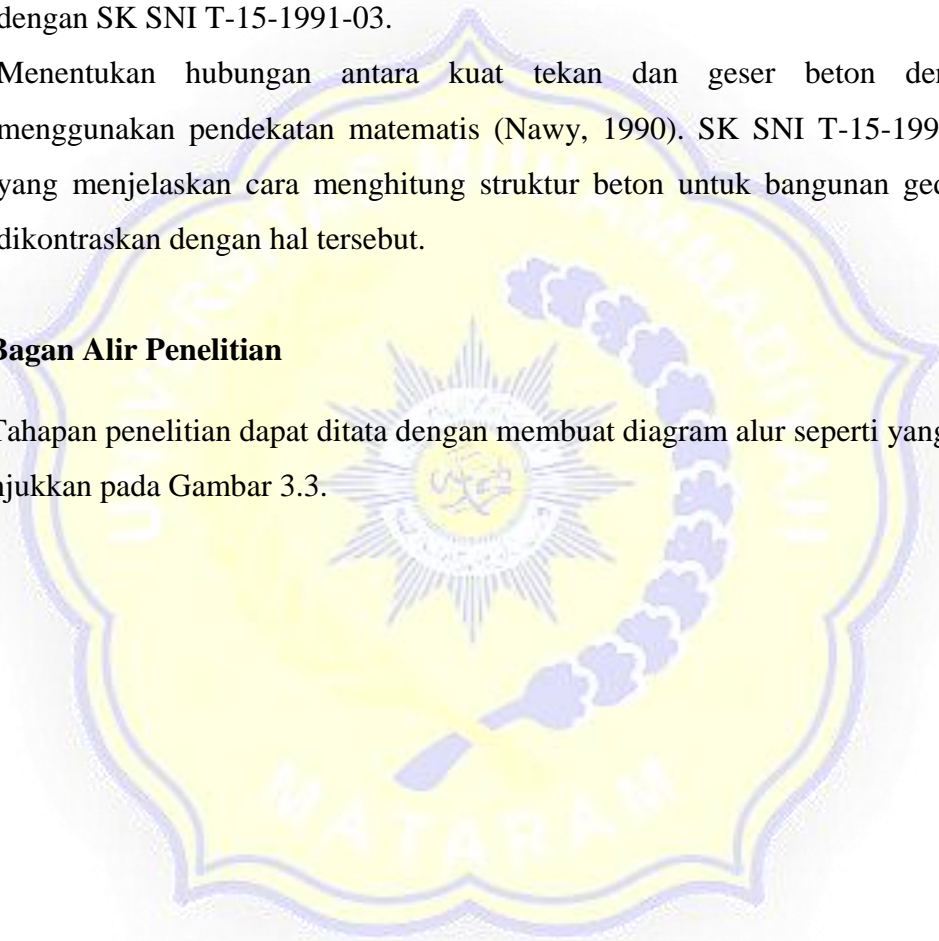 dengan SK SNI T-15-1991-03.
Menentukan hubungan antara kuat tekan dan geser beton den
menggunakan pendekatan matematis (Nawy, 1990). SK SNI T-15-199
yang menjelaskan cara menghitung struktur beton untuk bangunan ged
dikontraskan dengan hal tersebut.
Bagan Alir Penelitian
Tahapan penelitian dapat ditata dengan membuat diagram alur seperti yang
njukkan pada Gambar 3.3.
UNIVERSITAS MUHAMMADIYAH
MATARAM